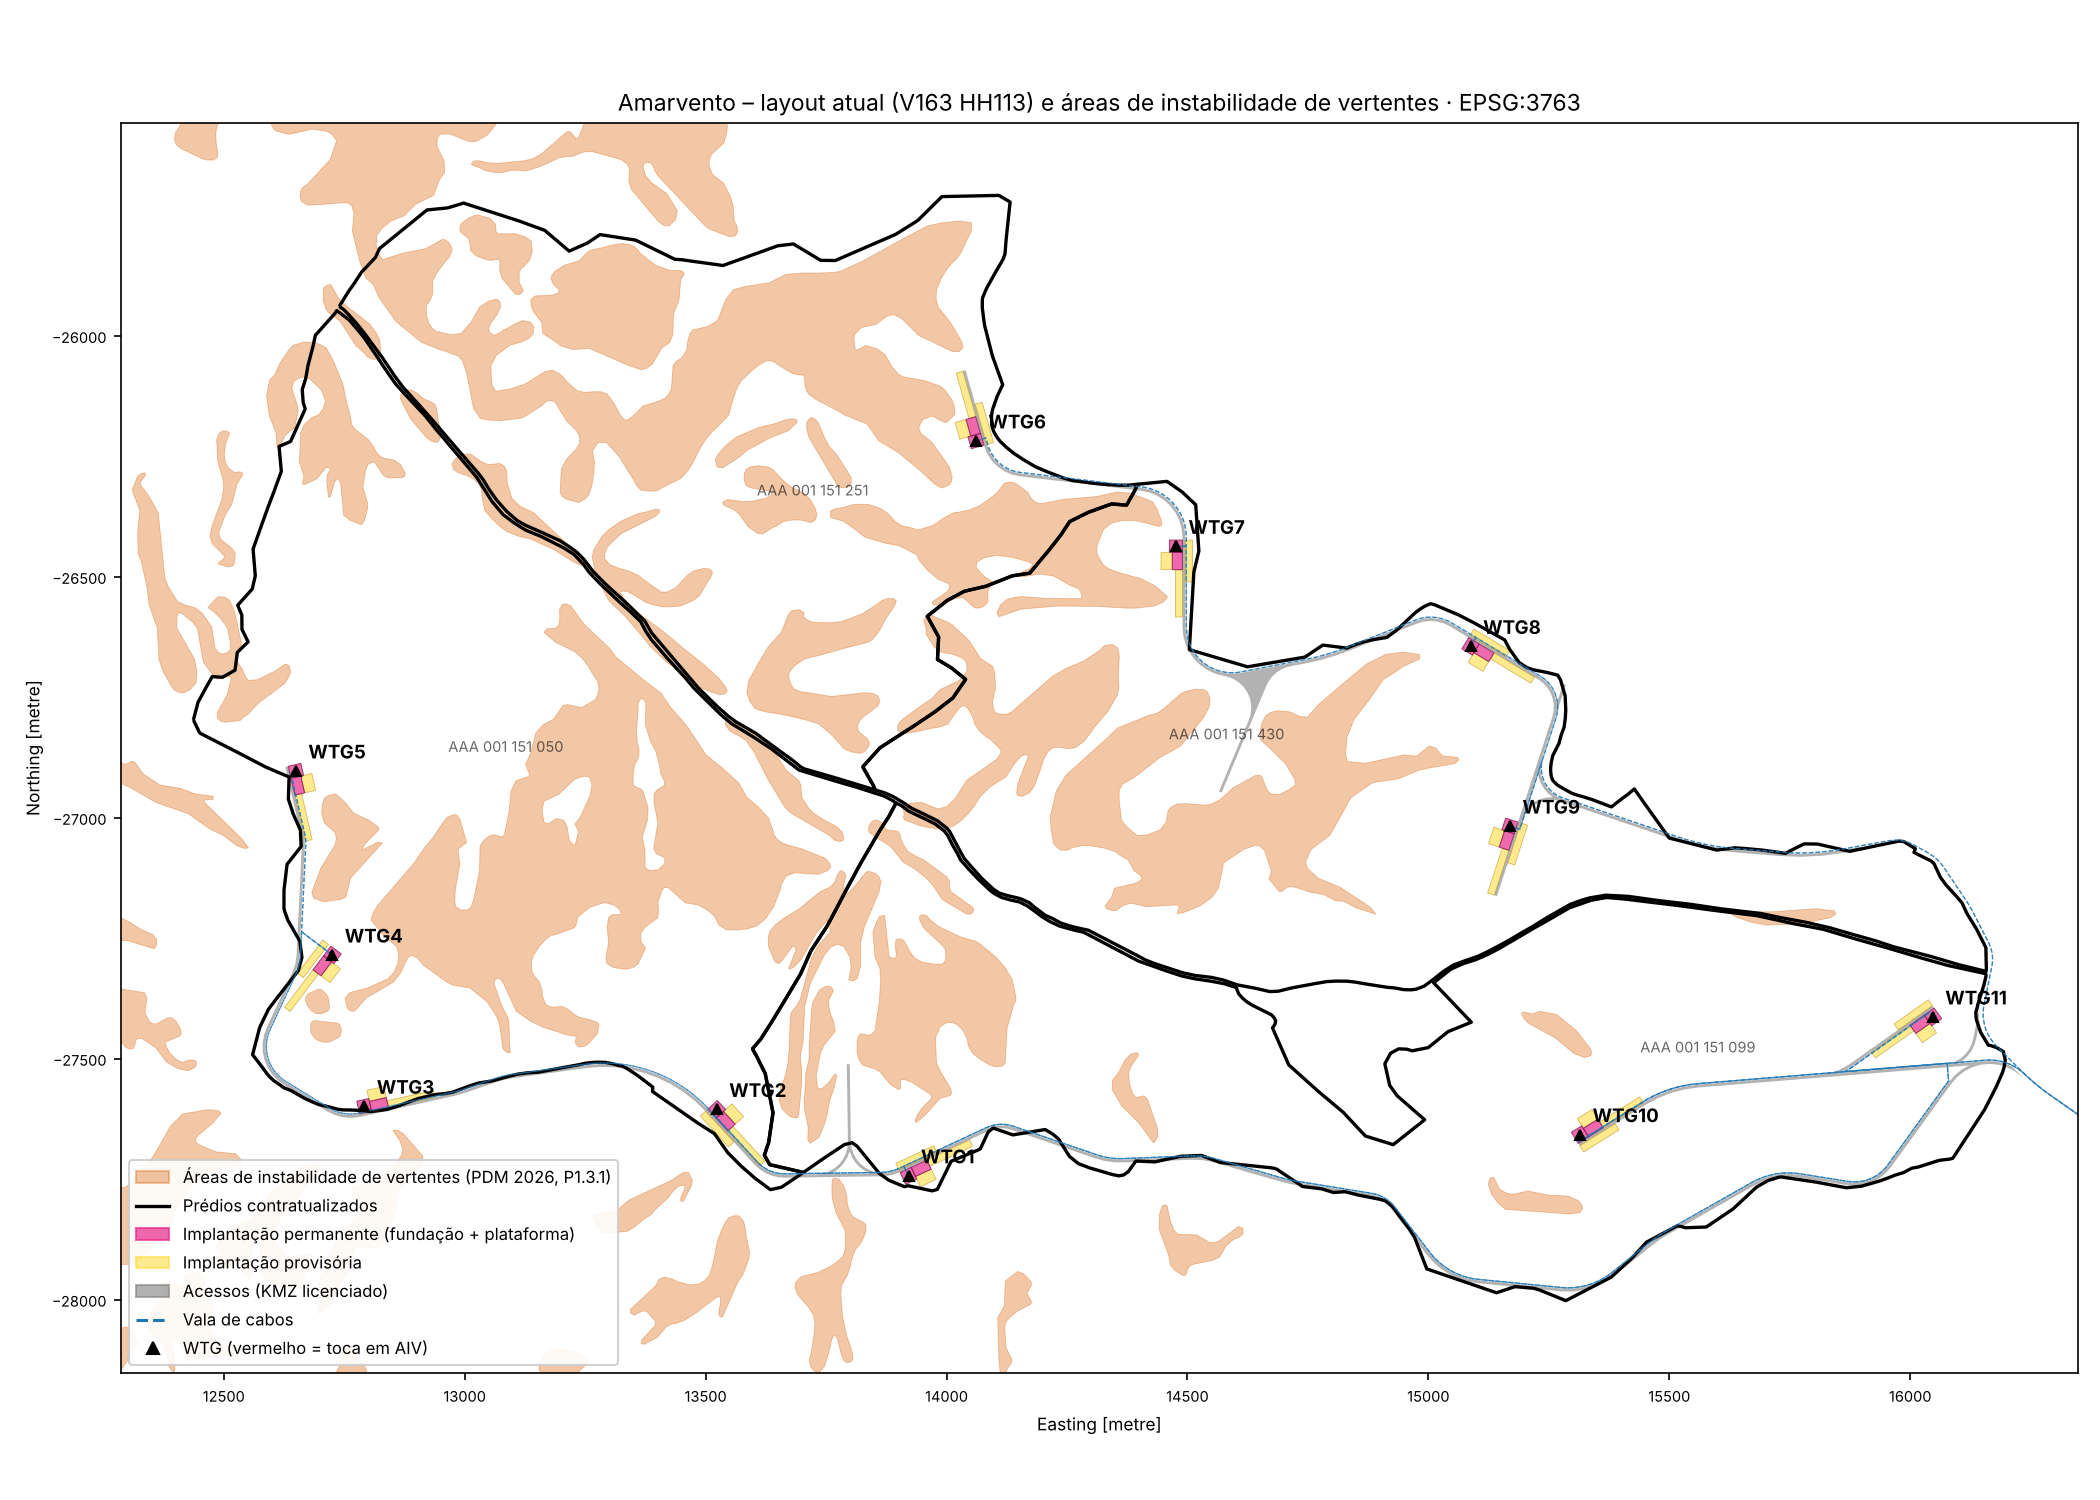 Amarvento – layout atual (V163 HH113) e áreas de instabilidade de vertentes · EPSG:3763
Northing [metre]
−26000
−26500
−27000
−27500
−28000
WTG6
AAA 001 151 251
WTG7
WTG8
AAA 001 151 430
AAA 001 151 050
WTG5
WTG9
WTG4
WTG11
AAA 001 151 099
WTG3
WTG2
WTG10
WTG1
Áreas de instabilidade de vertentes (PDM 2026, P1.3.1)
Prédios contratualizados
Implantação permanente (fundação + plataforma)
Implantação provisória
Acessos (KMZ licenciado)
Vala de cabos
WTG (vermelho = toca em AIV)
12500 13000 13500 14000 14500 15000 15500 16000
Easting [metre]